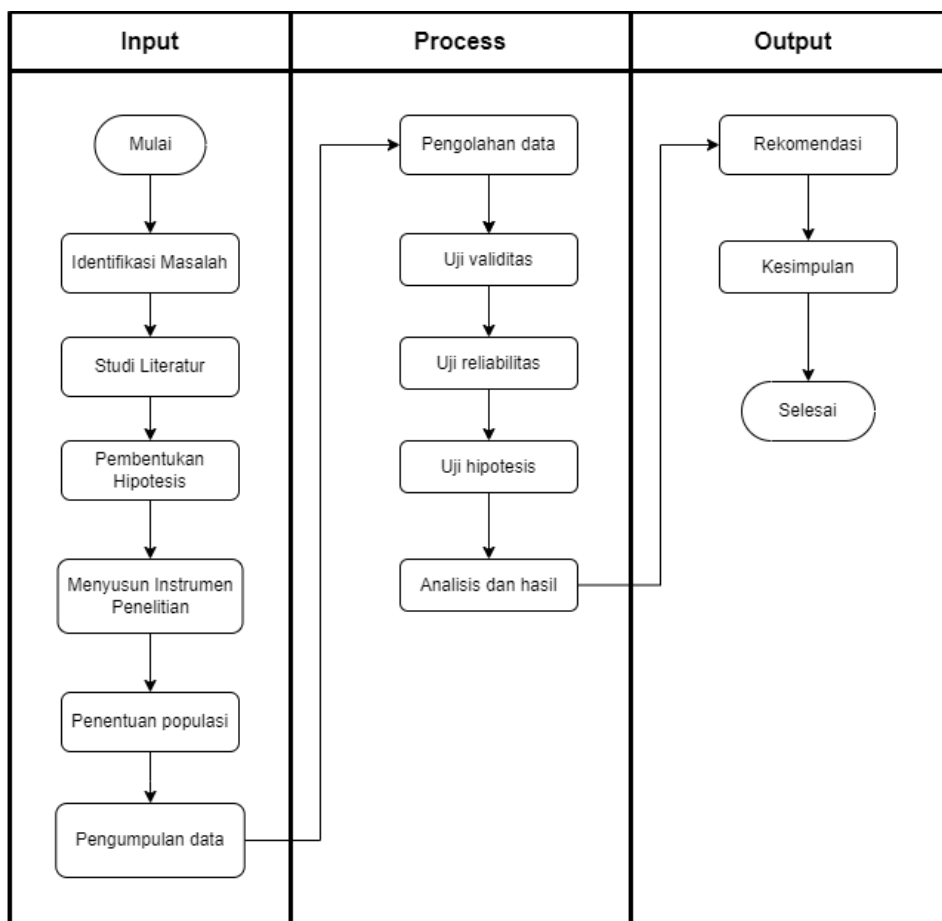 Input
Process
Output
Mulai
Identifikasi Masalah
Studi Literatur
Pembentukan
Hipotesis
Menyusun Instrumen
Penelitian
Penentuan populasi
Pengumpulan data
Pengolahan data
Uji validitas
Uji reliabilitas
Uji hipotesis
Analisis dan hasil
Rekomendasi
Kesimpulan
Selesai